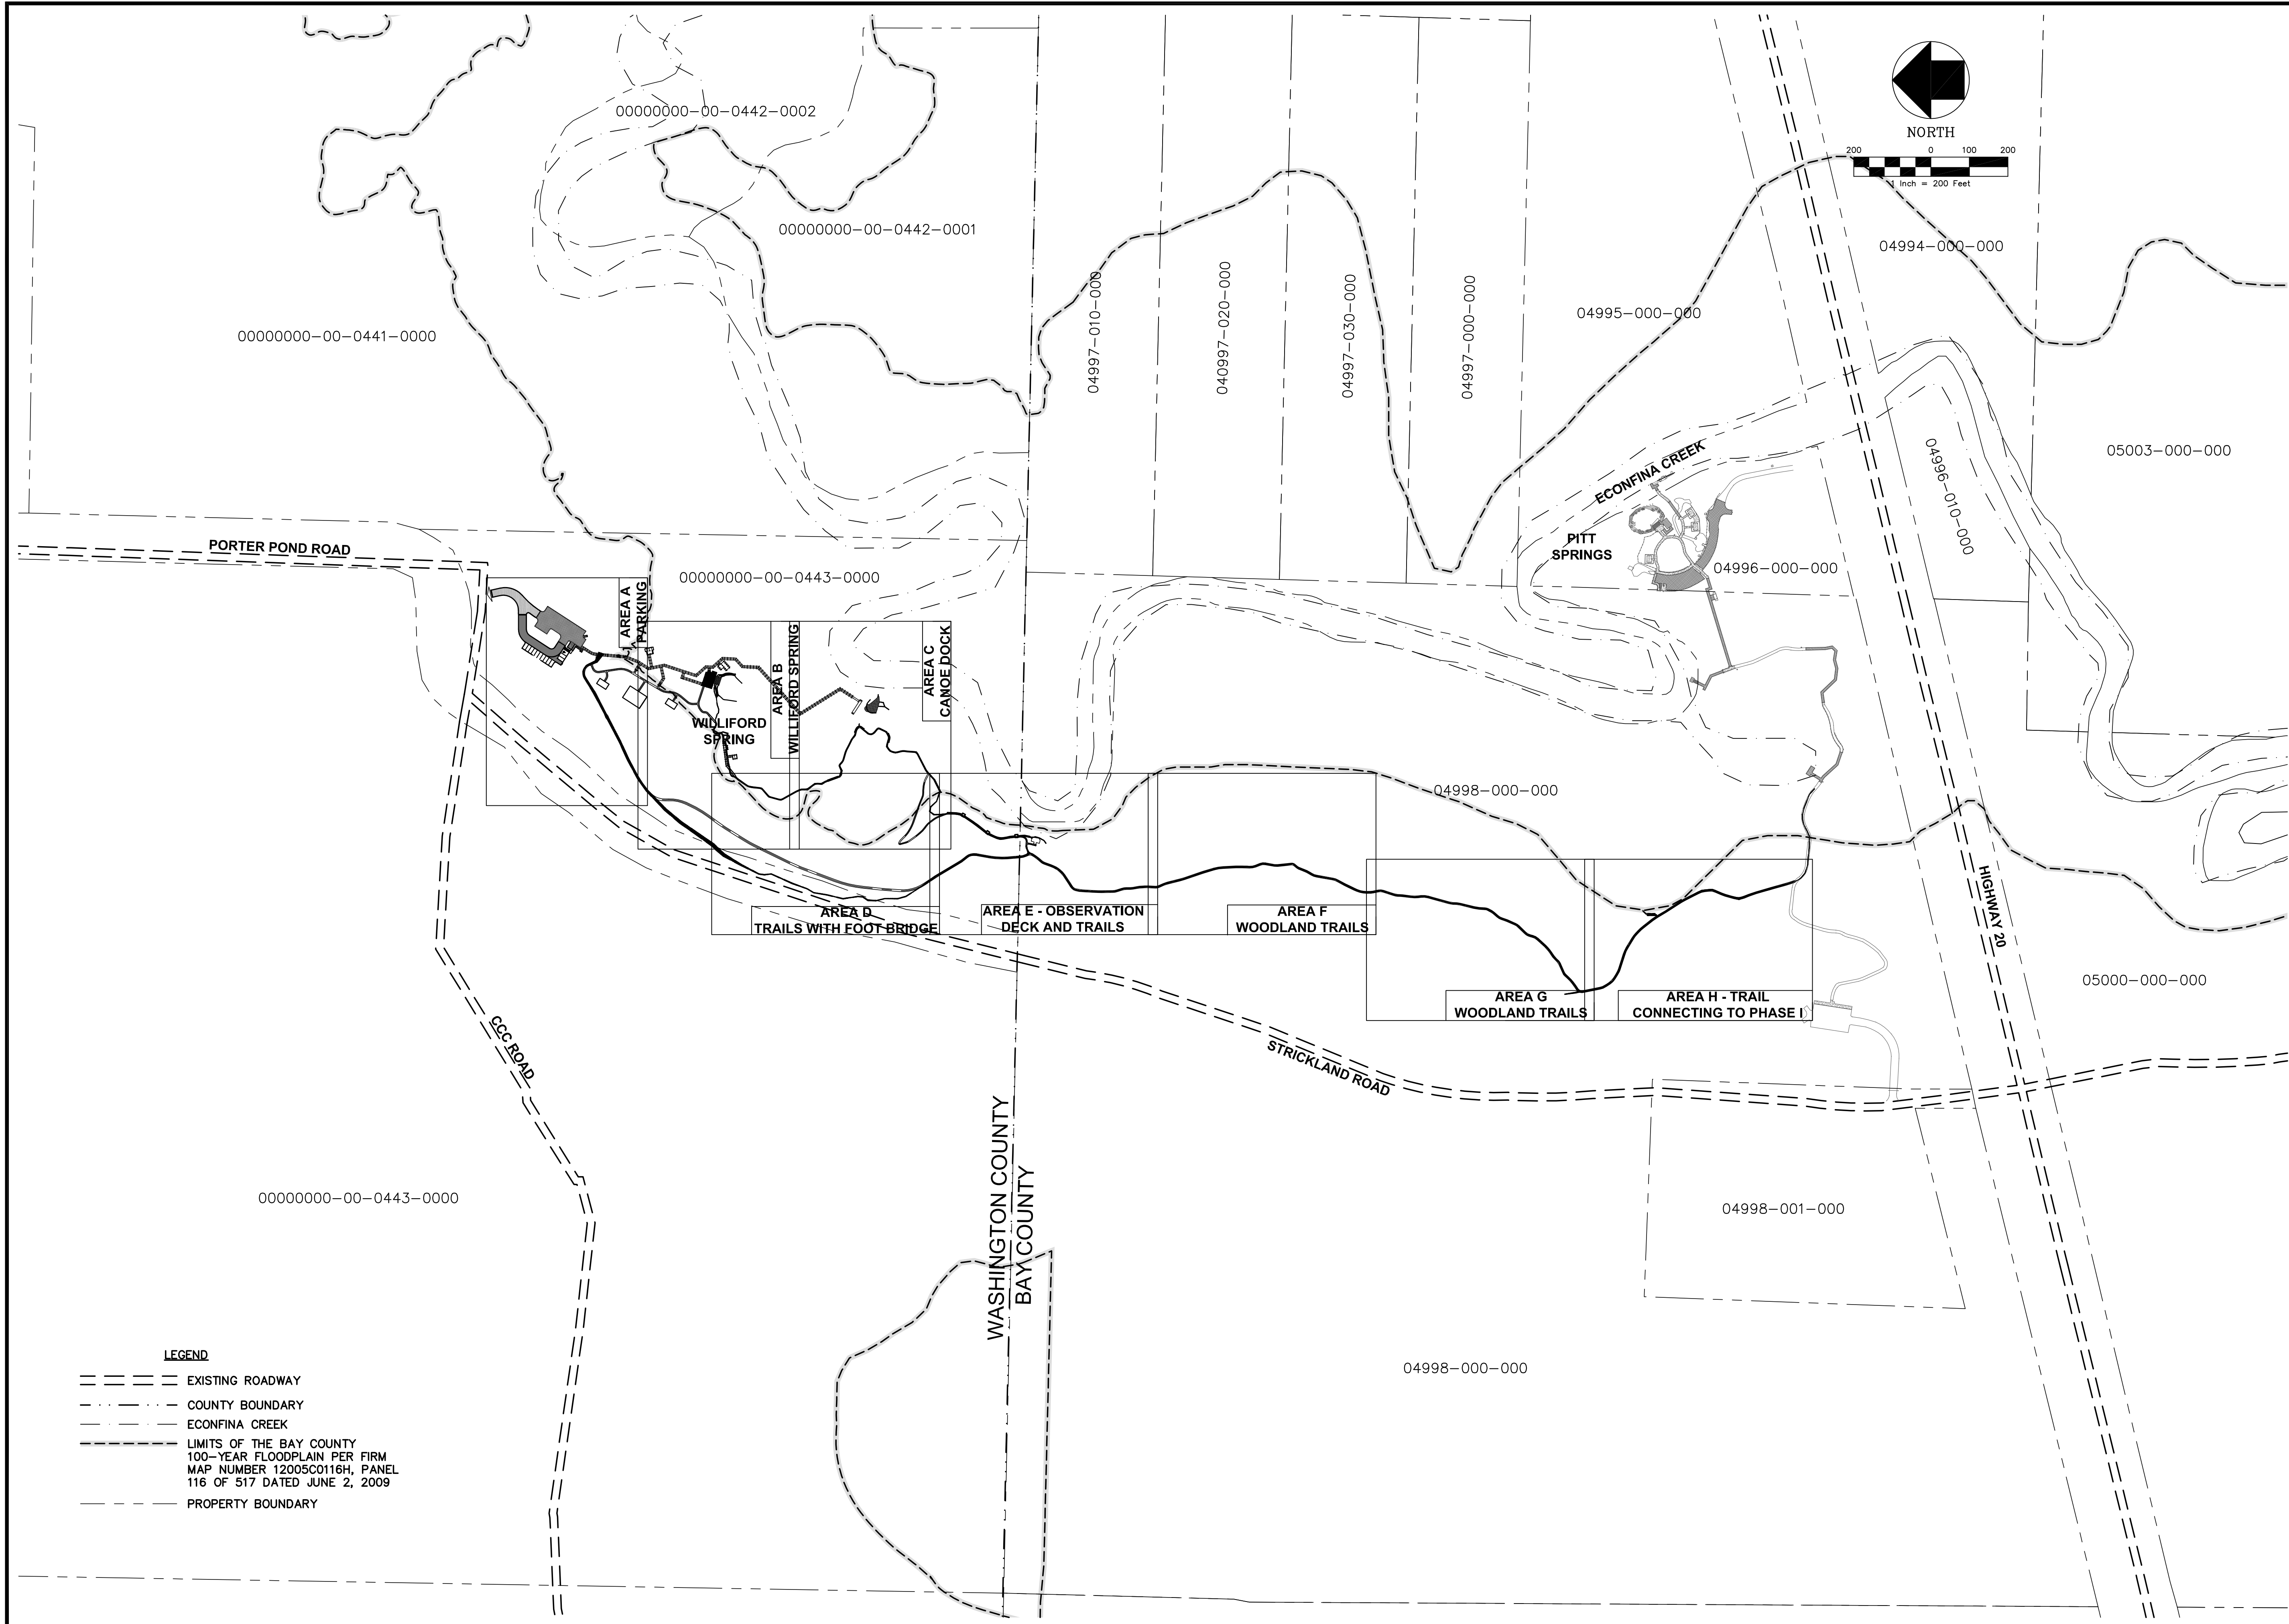 NORTH
200 0 100 200
1 Inch = 200 Feet
00000000-00-0442-0002
00000000-00-0442-0001
04994-000-000
00000000-00-0441-0000
04997-010-000
040997-020-000
04997-030-000
04997-000-000
04995-000-000
05003-000-000
04996-010-000
ECONFINA CREEK
PITT
SPRINGS
04996-000-000
PORTER POND ROAD
00000000-00-0443-0000
AREA A
PARKING
AREA B
WILLIFORD SPRING
AREA C
CANOE DOCK
WILLIFORD
SPRING
04998-000-000
AREA D
TRAILS WITH FOOT BRIDGE
AREA E - OBSERVATION
DECK AND TRAILS
AREA F
WOODLAND TRAILS
AREA G
WOODLAND TRAILS
AREA H - TRAIL
CONNECTING TO PHASE I
HIGHWAY 20
05000-000-000
CCC ROAD
STRICKLAND ROAD
WASHINGTON COUNTY
BAY COUNTY
00000000-00-0443-0000
04998-001-000
04998-000-000
LEGEND
EXISTING ROADWAY
COUNTY BOUNDARY
ECONFINA CREEK
LIMITS OF THE BAY COUNTY
100-YEAR FLOODPLAIN PER FIRM
MAP NUMBER 12005C0116H, PANEL
116 OF 517 DATED JUNE 2, 2009
PROPERTY BOUNDARY